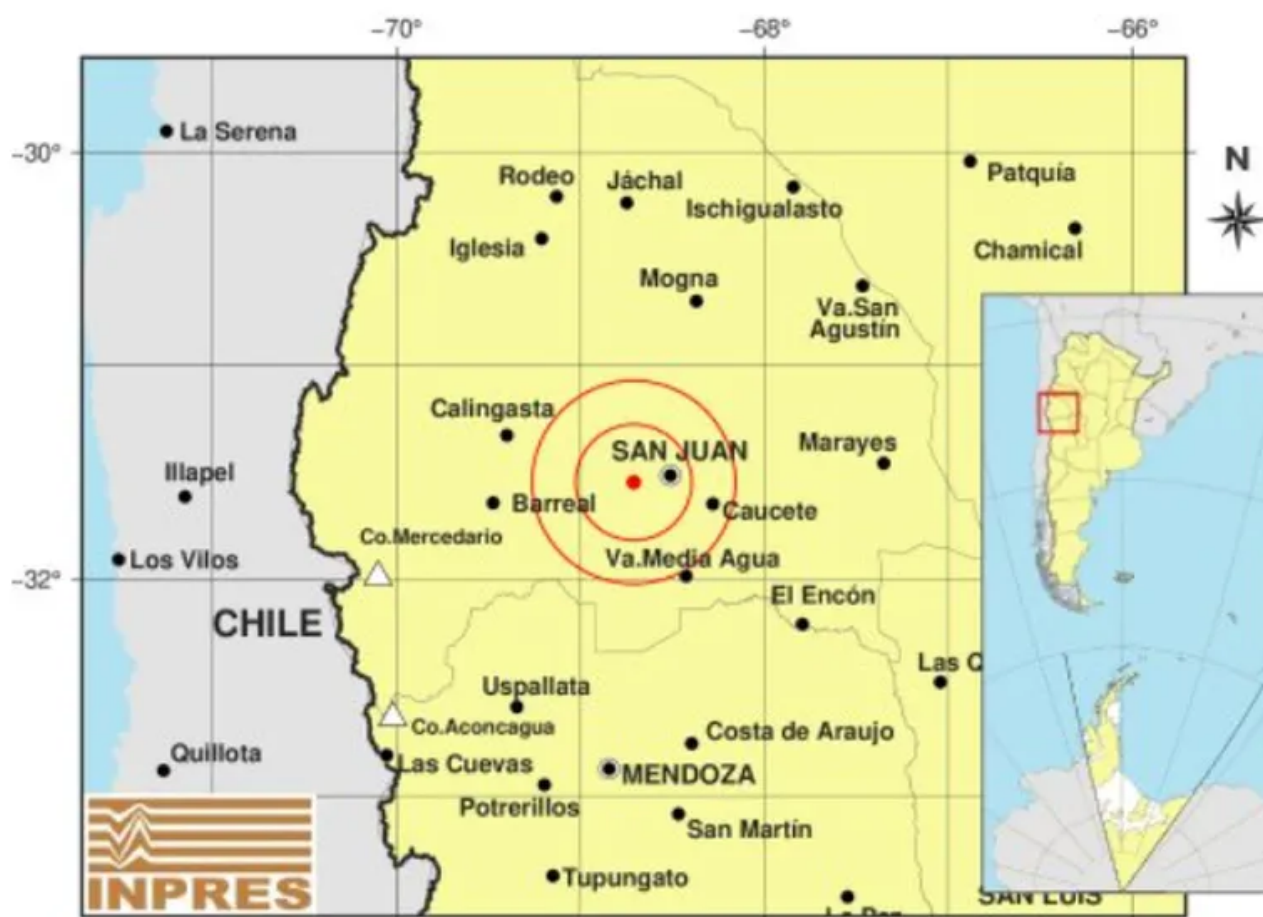 -70°
-68°
-66°
-30°
N
La Serena
Patquía
Rodeo
Jáchal
Ischigualasto
Iglesia
Chamical
Mogna
Va.San
Agustín
Calingasta
SAN JUAN
Marayes
Illapel
Barreal
Caucete
Co.Mercedario
Va.Media Agua
Los Vilos
-32°
El Encón
CHILE
Las
Uspallata
Co.Aconcagua
Costa de Araujo
Quillota
Las Cuevas
MENDOZA
Potrerillos
San Martín
INPRES
Tupungato
SAN LUIS